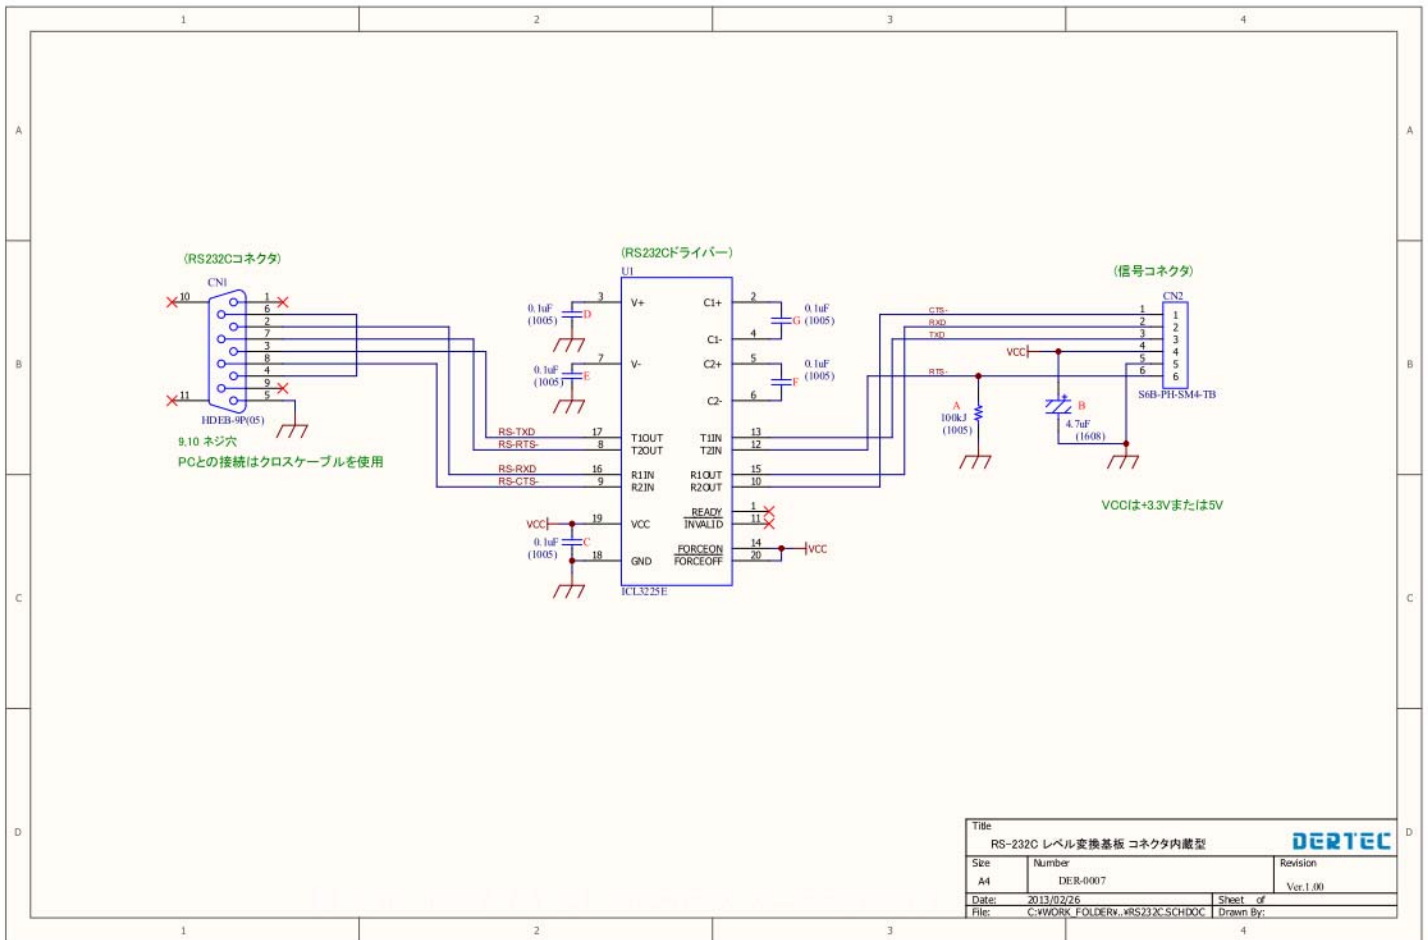 1 2 3 4
A A
B B
C C
D D
(RS232Cコネクタ)
CN1
10
1
6
2
7
3
8
4
9
5
11
HDEB-9P(05)
9,10 ネジ穴
PCとの接続はクロスケーブルを使用
(RS232Cドライバー)
U1
0.1uF
(1005)
D
3 V+
C1+ 2
0.1uF
(1005)
G
C1- 4
0.1uF
(1005)
E
7 V-
C2+ 5
0.1uF
(1005)
F
C2- 6
RS-TXD 17 T1OUT
T1IN 13
RS-RTS- 8 T2OUT
T2IN 12
RS-RXD 16 R1IN
R1OUT 15
RS-CTS- 9 R2IN
R2OUT 10
READY 1
INVALID 11
VCC 19 VCC
0.1uF
(1005)
C
FORCEON 14
VCC
18 GND
FORCEOFF 20
ICL3225E
(信号コネクタ)
CN2
CTS- 1 1
RXD 2 2
TXD 3 3
VCC 4 4
5 5
RTS- 6 6
S6B-PH-SM4-TB
A
100kJ
(1005)
+
B
4.7uF
(1608)
VCCは+3.3Vまたは5V
Title
RS-232C レベル変換基板 コネクタ内蔵型
DERTEC
Size Number Revision
A4 DER-0007 Ver.1.00
Date: 2013/02/26 Sheet of
File: C:¥WORK_FOLDER¥..¥RS232C.SCHDOC Drawn By:
1 2 3 4